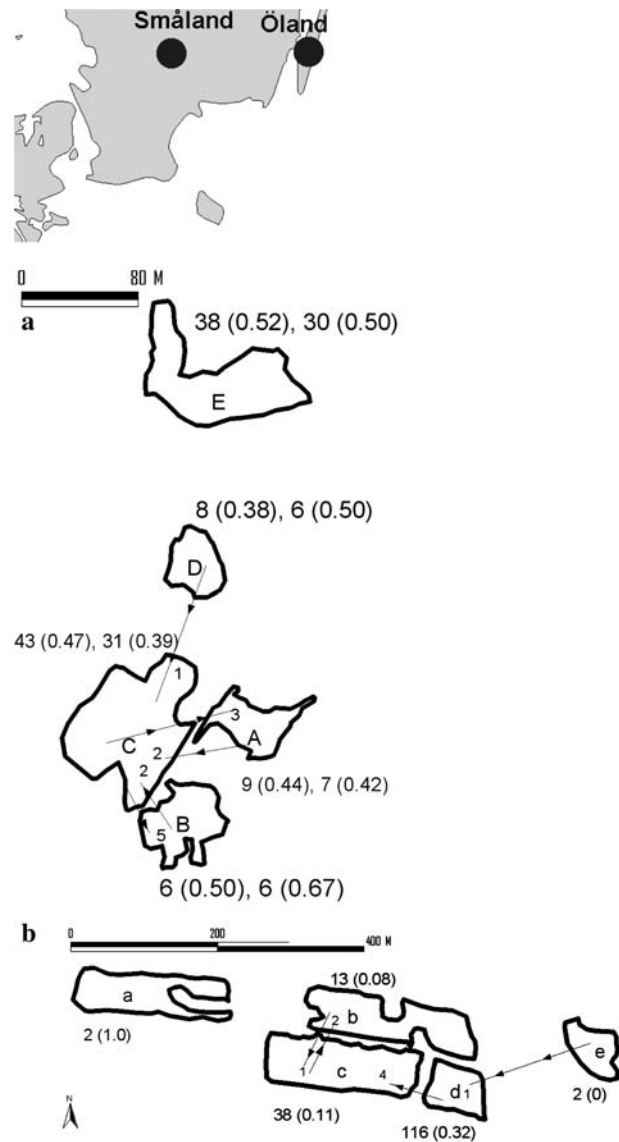 Småland Öland
0 80 M
a
38 (0.52), 30 (0.50)
E
8 (0.38), 6 (0.50)
D
43 (0.47), 31 (0.39)
1
3
C 2 A
2
9 (0.44), 7 (0.42)
B
5
6 (0.50), 6 (0.67)
b
0 200 400 M
13 (0.08)
a
b
2
2 (1.0)
e
1 c 4
d 1
2 (0)
N
38 (0.11)
116 (0.32)